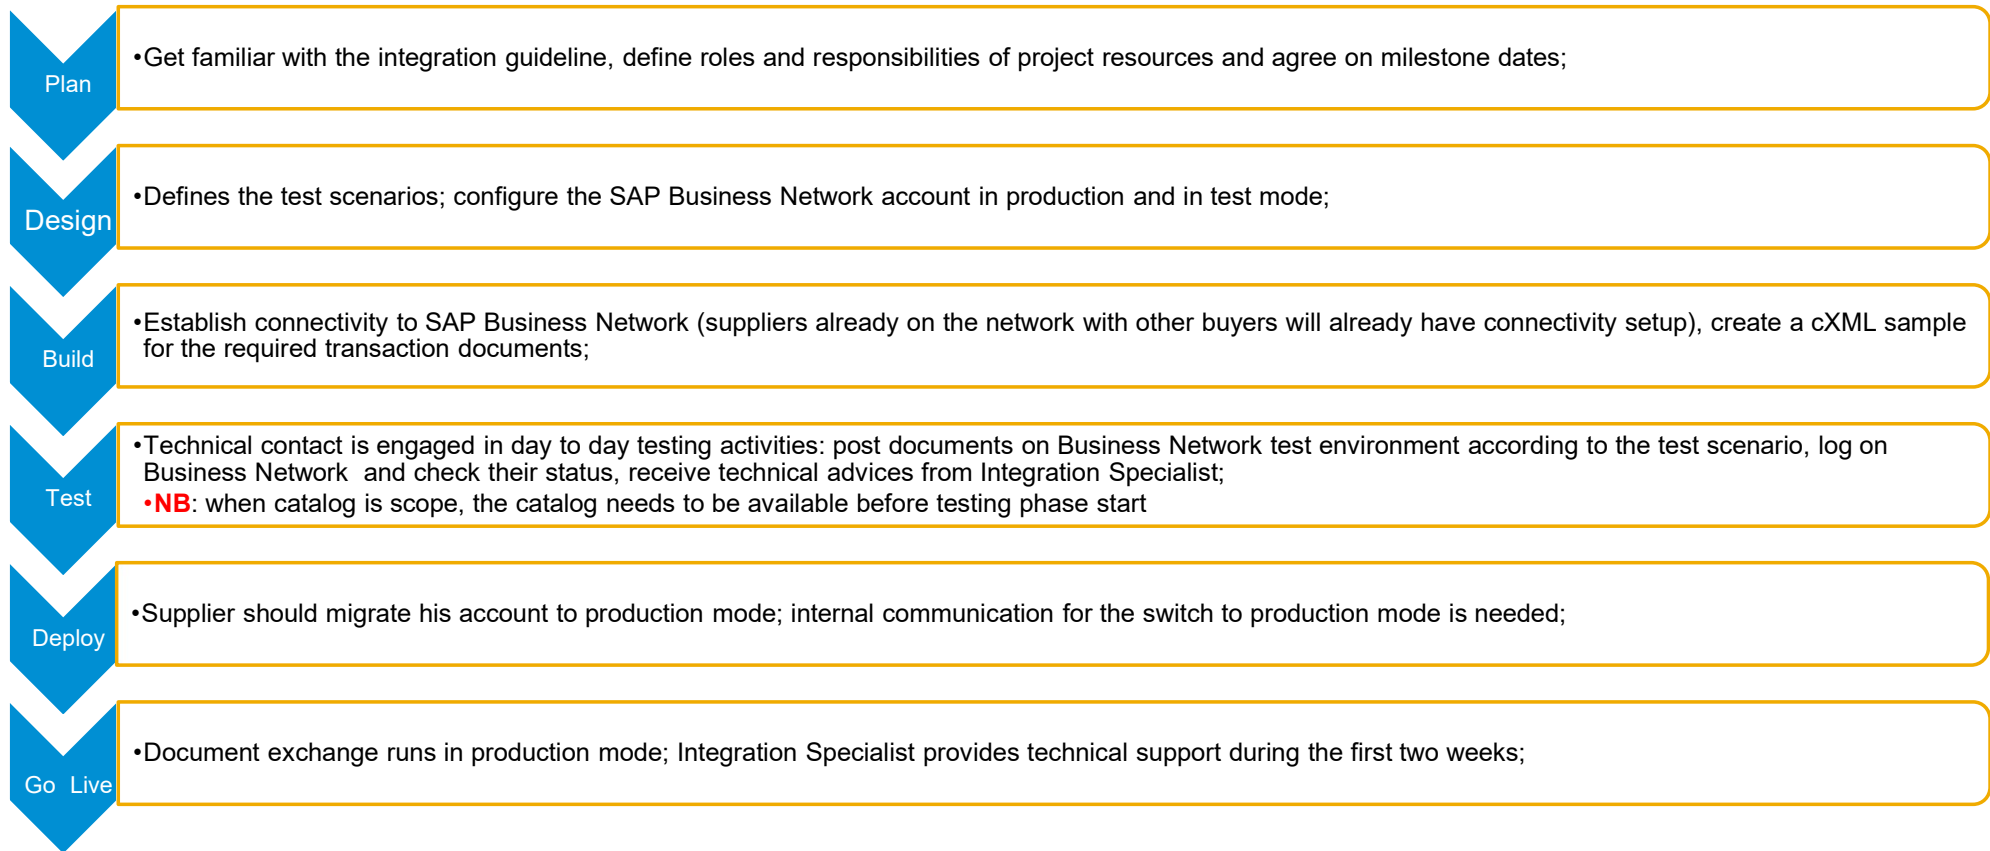 Plan
•Get familiar with the integration guideline, define roles and responsibilities of project resources and agree on milestone dates;
Design
•Defines the test scenarios; configure the SAP Business Network account in production and in test mode;
Build
•Establish connectivity to SAP Business Network (suppliers already on the network with other buyers will already have connectivity setup), create a cXML sample
for the required transaction documents;
Test
•Technical contact is engaged in day to day testing activities: post documents on Business Network test environment according to the test scenario, log on
Business Network  and check their status, receive technical advices from Integration Specialist;
•NB: when catalog is scope, the catalog needs to be available before testing phase start
Deploy
•Supplier should migrate his account to production mode; internal communication for the switch to production mode is needed;
Go  Live
•Document exchange runs in production mode; Integration Specialist provides technical support during the first two weeks;